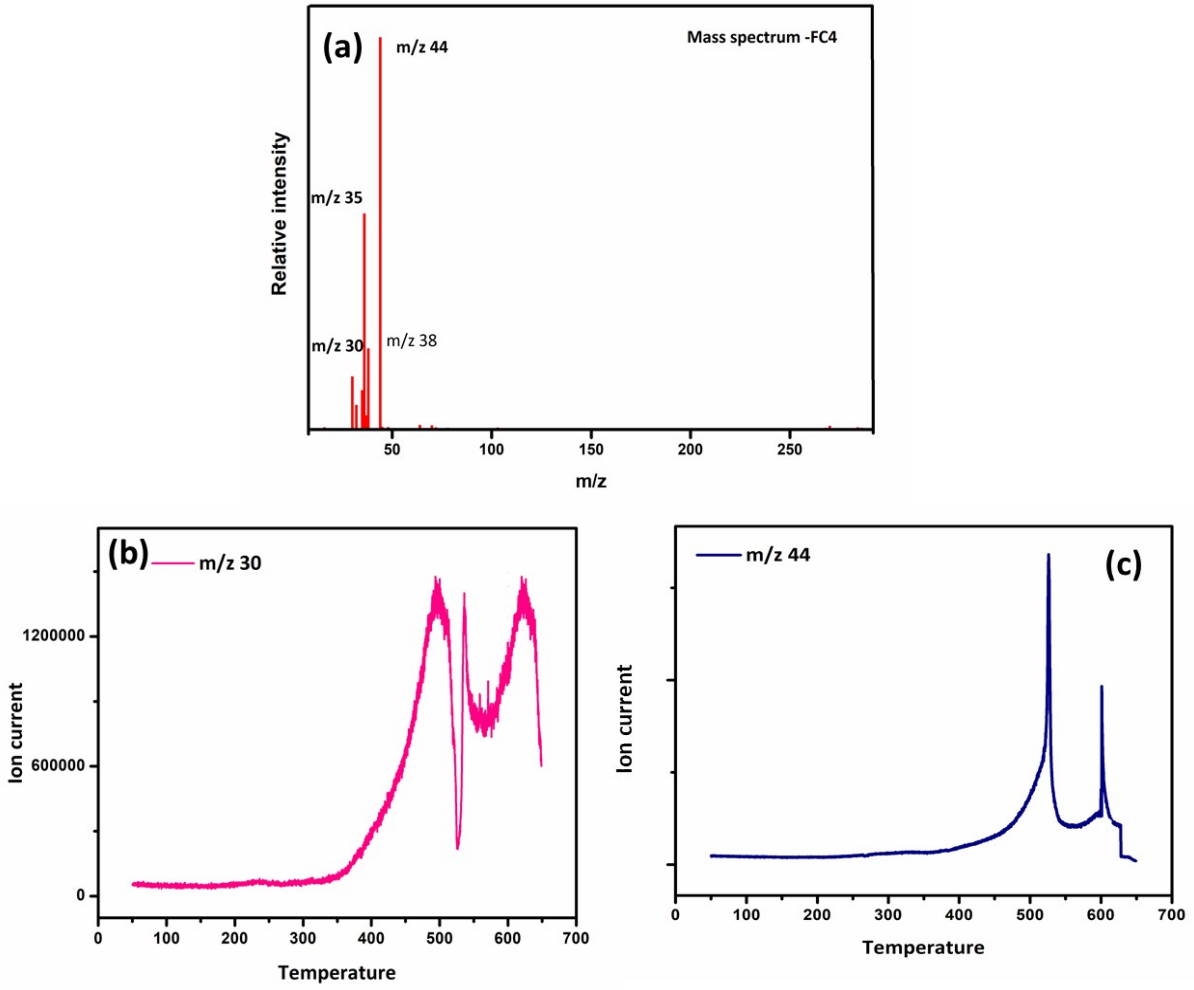 (a)
Mass spectrum -FC4
m/z 44
m/z 35
m/z 30
m/z 38
Relative intensity
50 100 150 200 250
m/z
(b)
m/z 30
1200000
600000
0
Ion current
0 100 200 300 400 500 600 700
Temperature
m/z 44
(c)
Ion current
0 100 200 300 400 500 600 700
Temperature